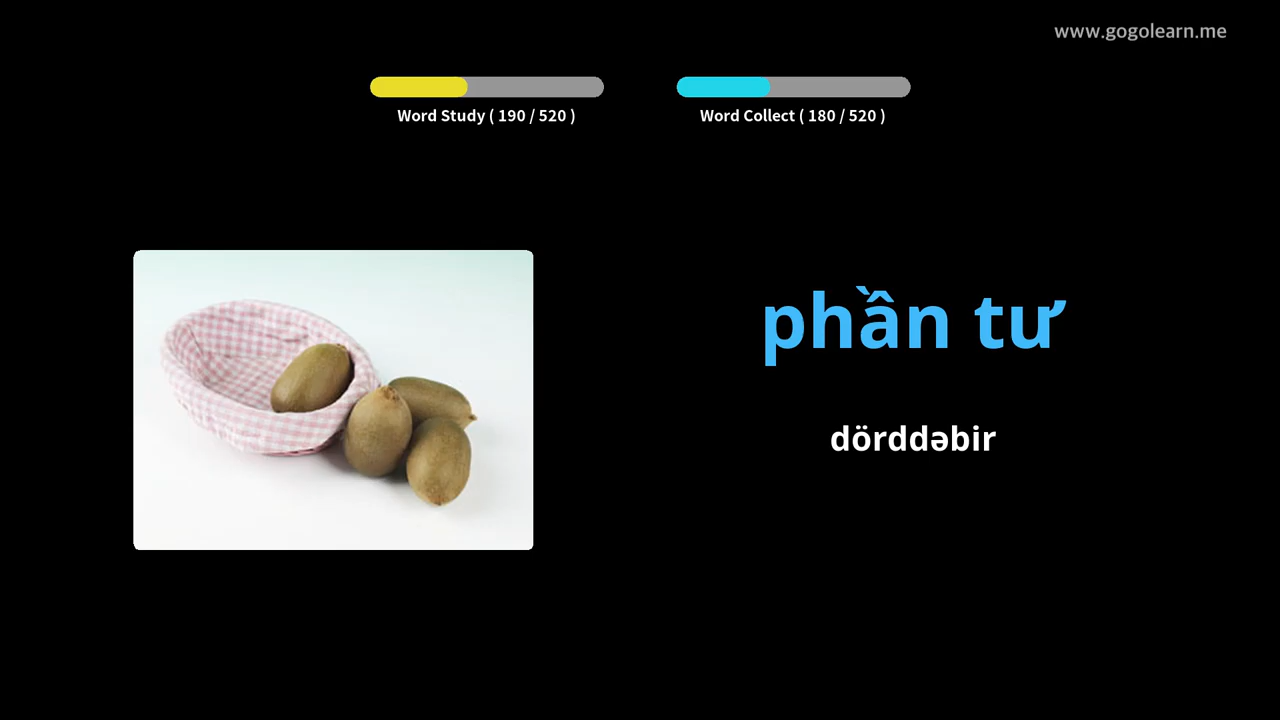 www.gogolearn.me
Word Study ( 190 / 520 )
Word Collect ( 180 / 520 )
phần tư
dörddəbir